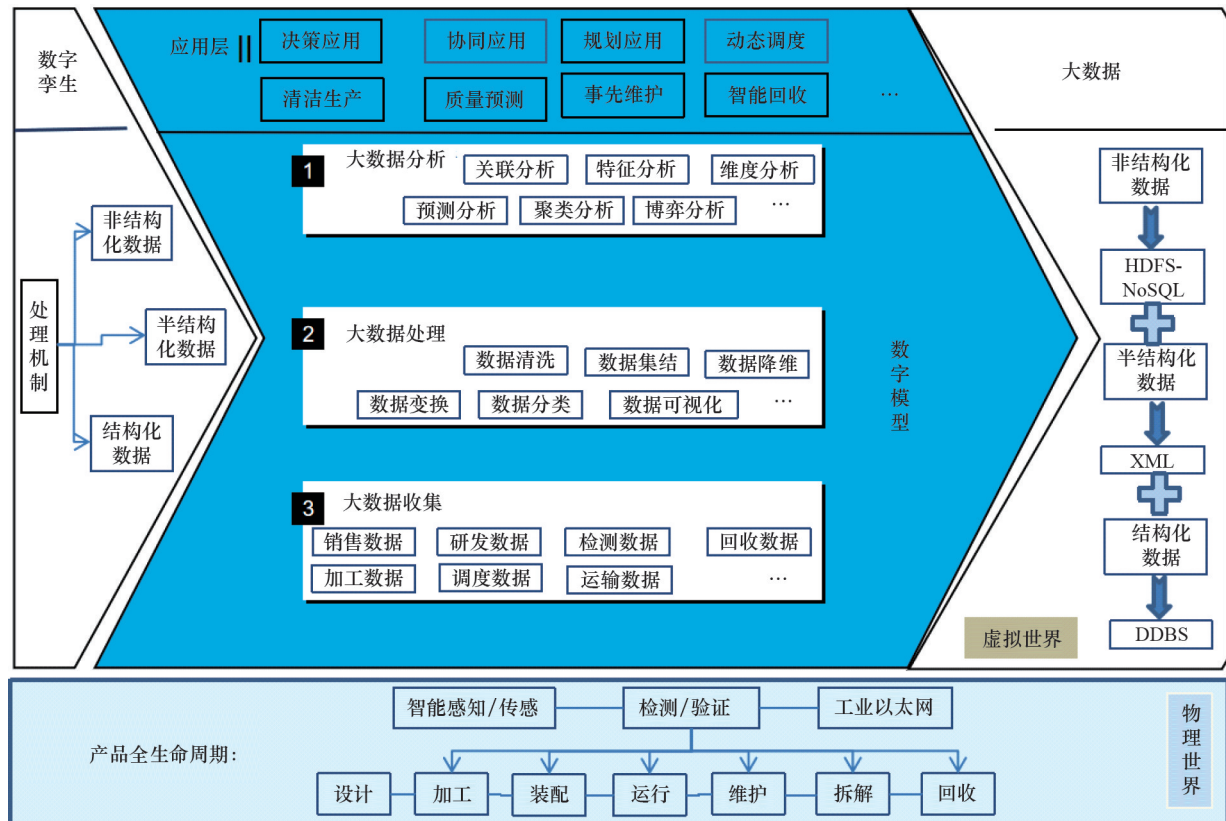 数字
孪生
应用层
决策应用
协同应用
规划应用
动态调度
清洁生产
质量预测
事先维护
智能回收
…
大数据
处
理
机
制
非结构
化数据
半结构
化数据
结构化
数据
1
大数据分析
关联分析
特征分析
维度分析
预测分析
聚类分析
博弈分析
…
2
大数据处理
数据清洗
数据集结
数据降维
数据变换
数据分类
数据可视化
…
3
大数据收集
销售数据
研发数据
检测数据
回收数据
加工数据
调度数据
运输数据
…
数
字
模
型
非结构化
数据
HDFS-
NoSQL
半结构化
数据
XML
结构化
数据
DDBS
虚拟世界
智能感知/传感
检测/验证
工业以太网
产品全生命周期:
设计
加工
装配
运行
维护
拆解
回收
物
理
世
界